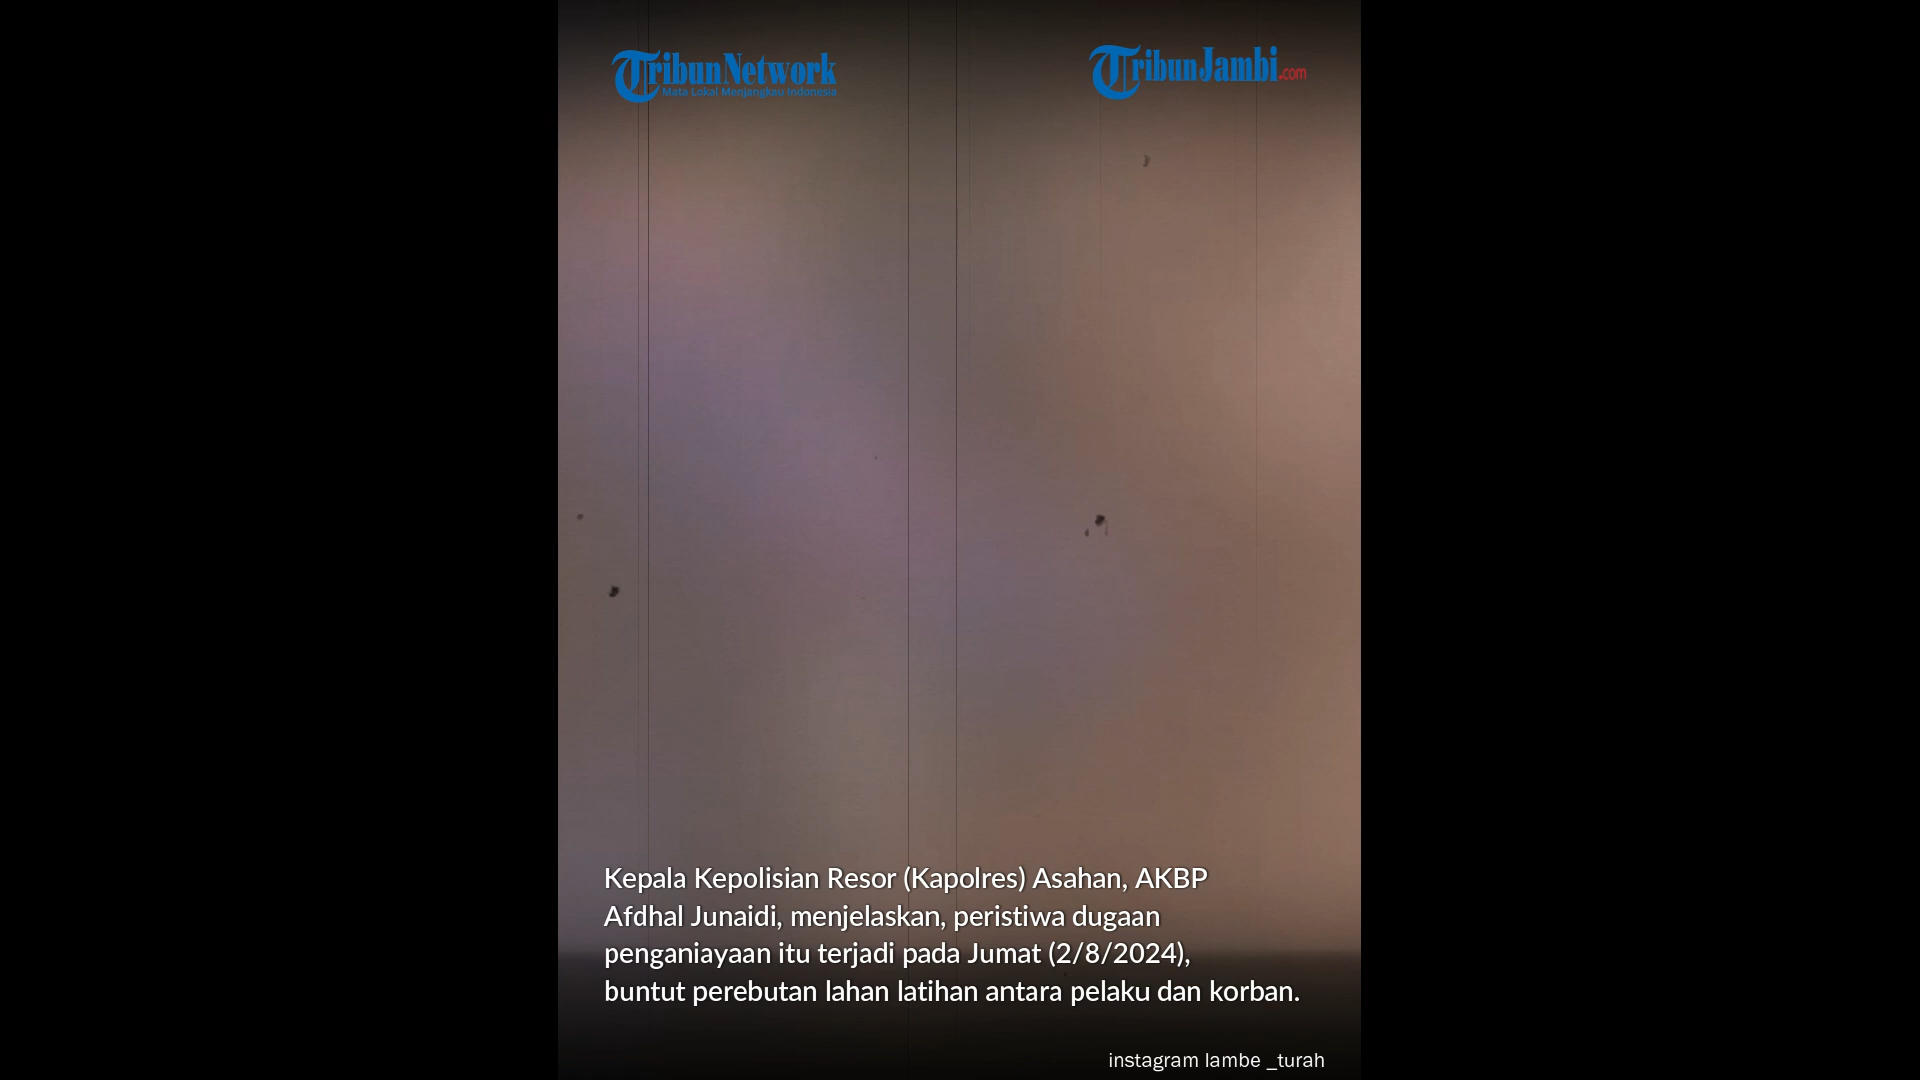 TribunNetwork
Mata Lokal Menjangkau Indonesia
TribunJambi.com
Kepala Kepolisian Resor (Kapolres) Asahan, AKBP
Afdhal Junaidi, menjelaskan, peristiwa dugaan
penganiayaan itu terjadi pada Jumat (2/8/2024),
buntut perebutan lahan latihan antara pelaku dan korban.
instagram lambe _turah